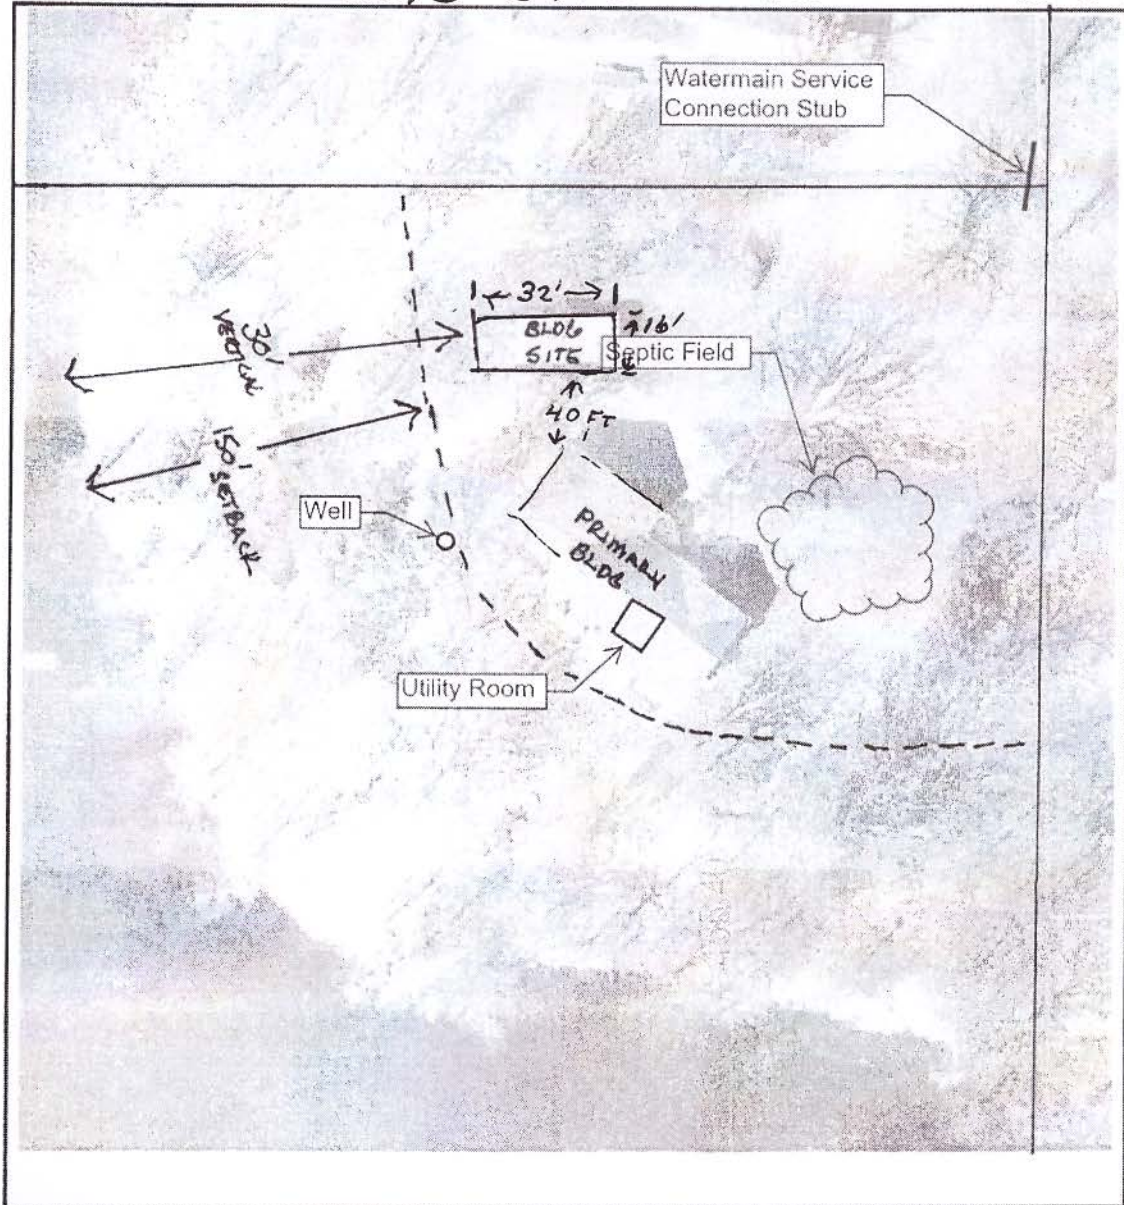 Watermain Service
Connection Stub
32'
BLDG
SITE
16'
Septic Field
30'
VERTICAL
40 FT
150'
SETBACK
Well
PRIMARY
BLDG
Utility Room